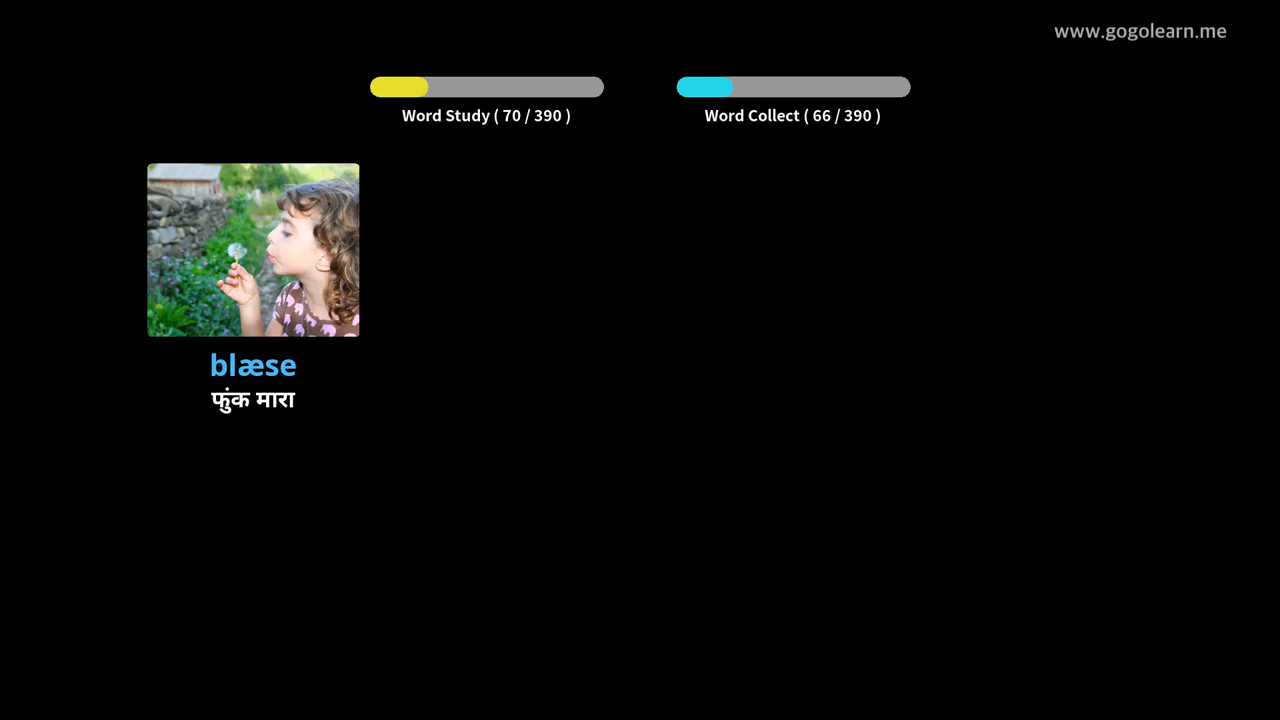 www.gogolearn.me
Word Study ( 70 / 390 )
Word Collect ( 66 / 390 )
blæse
फुंक मारा